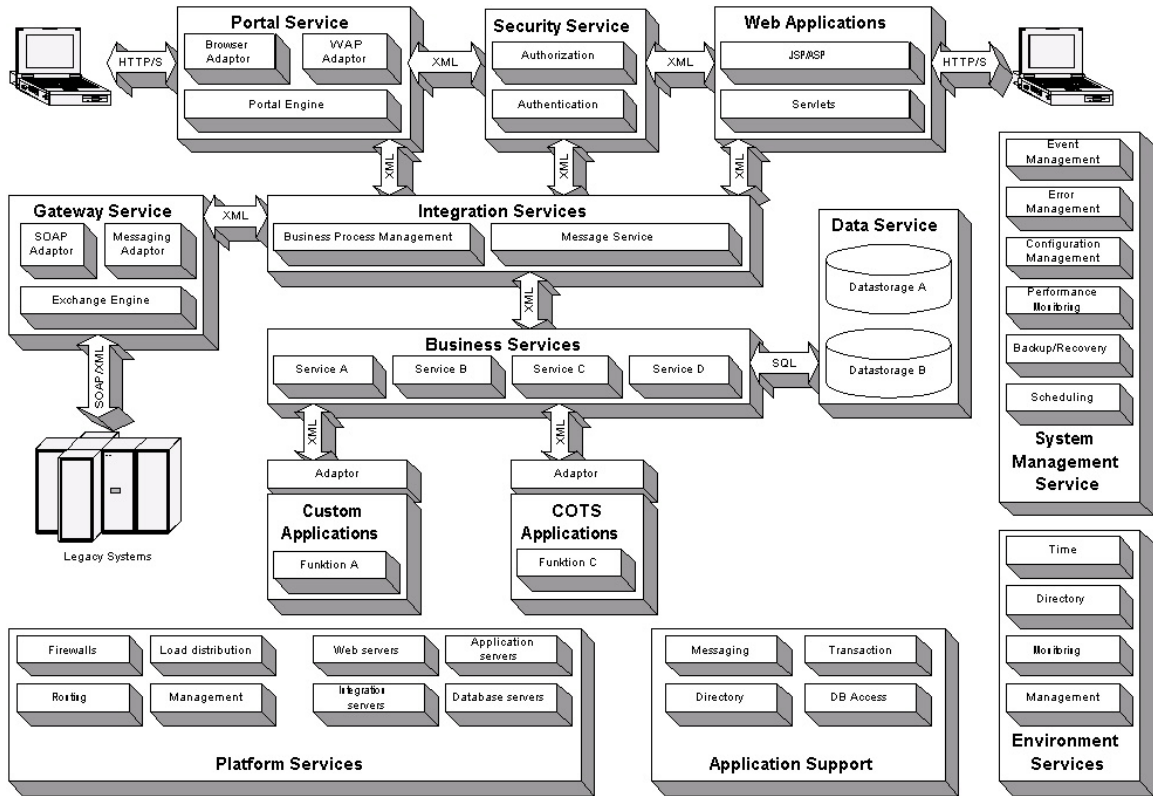 Portal Service
Browser
Adaptor
WAP
Adaptor
Portal Engine
Security Service
Authorization
Authentication
Web Applications
JSP/ASP
Servlets
HTTP/S
XML
XML
HTTP/S
XML
XML
XML
Gateway Service
SOAP
Adaptor
Messaging
Adaptor
Exchange Engine
XML
Integration Services
Business Process Management
Message Service
Data Service
Datastorage A
Datastorage B
XML
Business Services
Service A
Service B
Service C
Service D
SQL
SOAP/XML
Legacy Systems
XML
XML
Adaptor
Custom
Applications
Funktion A
Adaptor
COTS
Applications
Funktion C
Event
Management
Error
Management
Configuration
Management
Performance
Monitoring
Backup/Recovery
Scheduling
System
Management
Service
Time
Directory
Monitoring
Management
Environment
Services
Firewalls
Load distribution
Web servers
Application
servers
Routing
Management
Integration
servers
Database servers
Platform Services
Messaging
Transaction
Directory
DB Access
Application Support